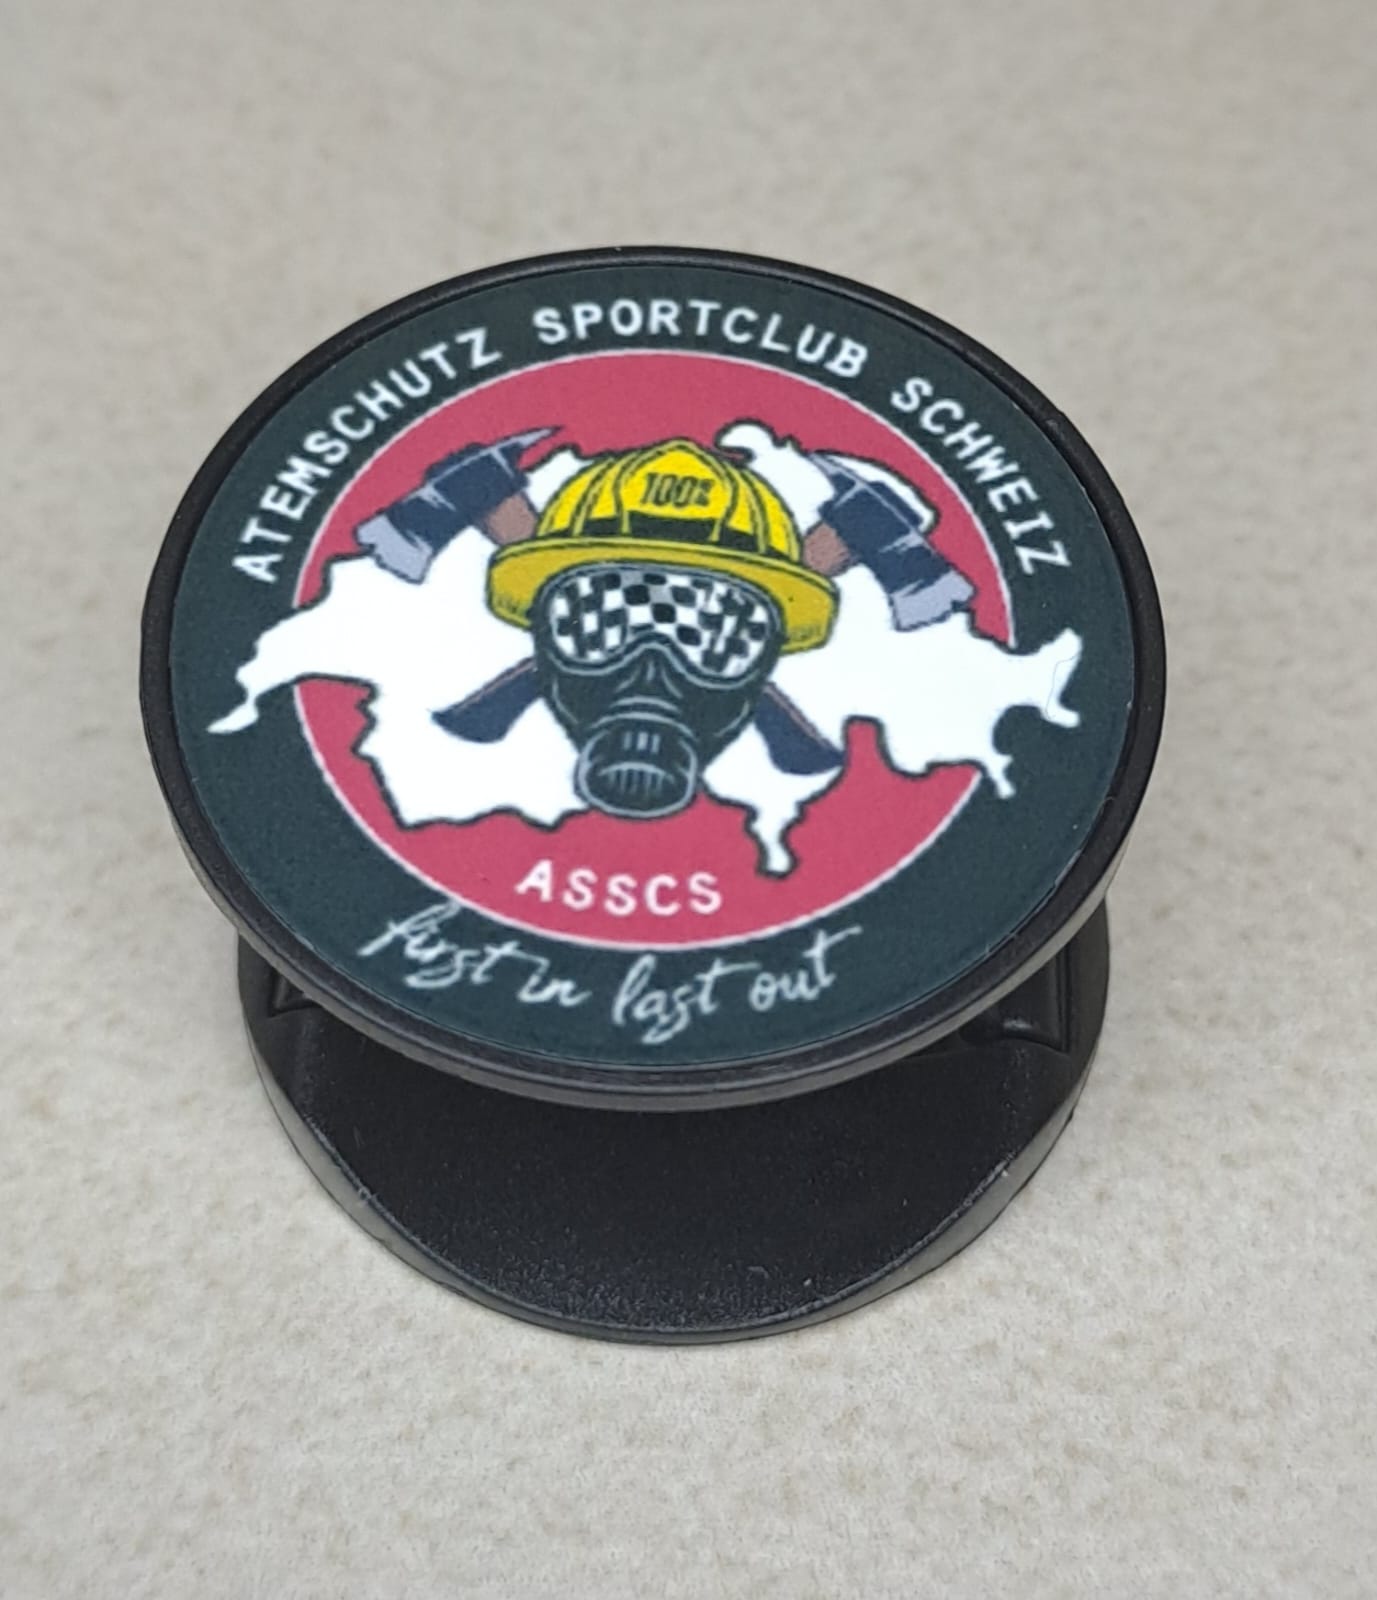 ATEMSCHUTZ SPORTCLUB SCHWEIZ
100%
ASSCS
first in last out